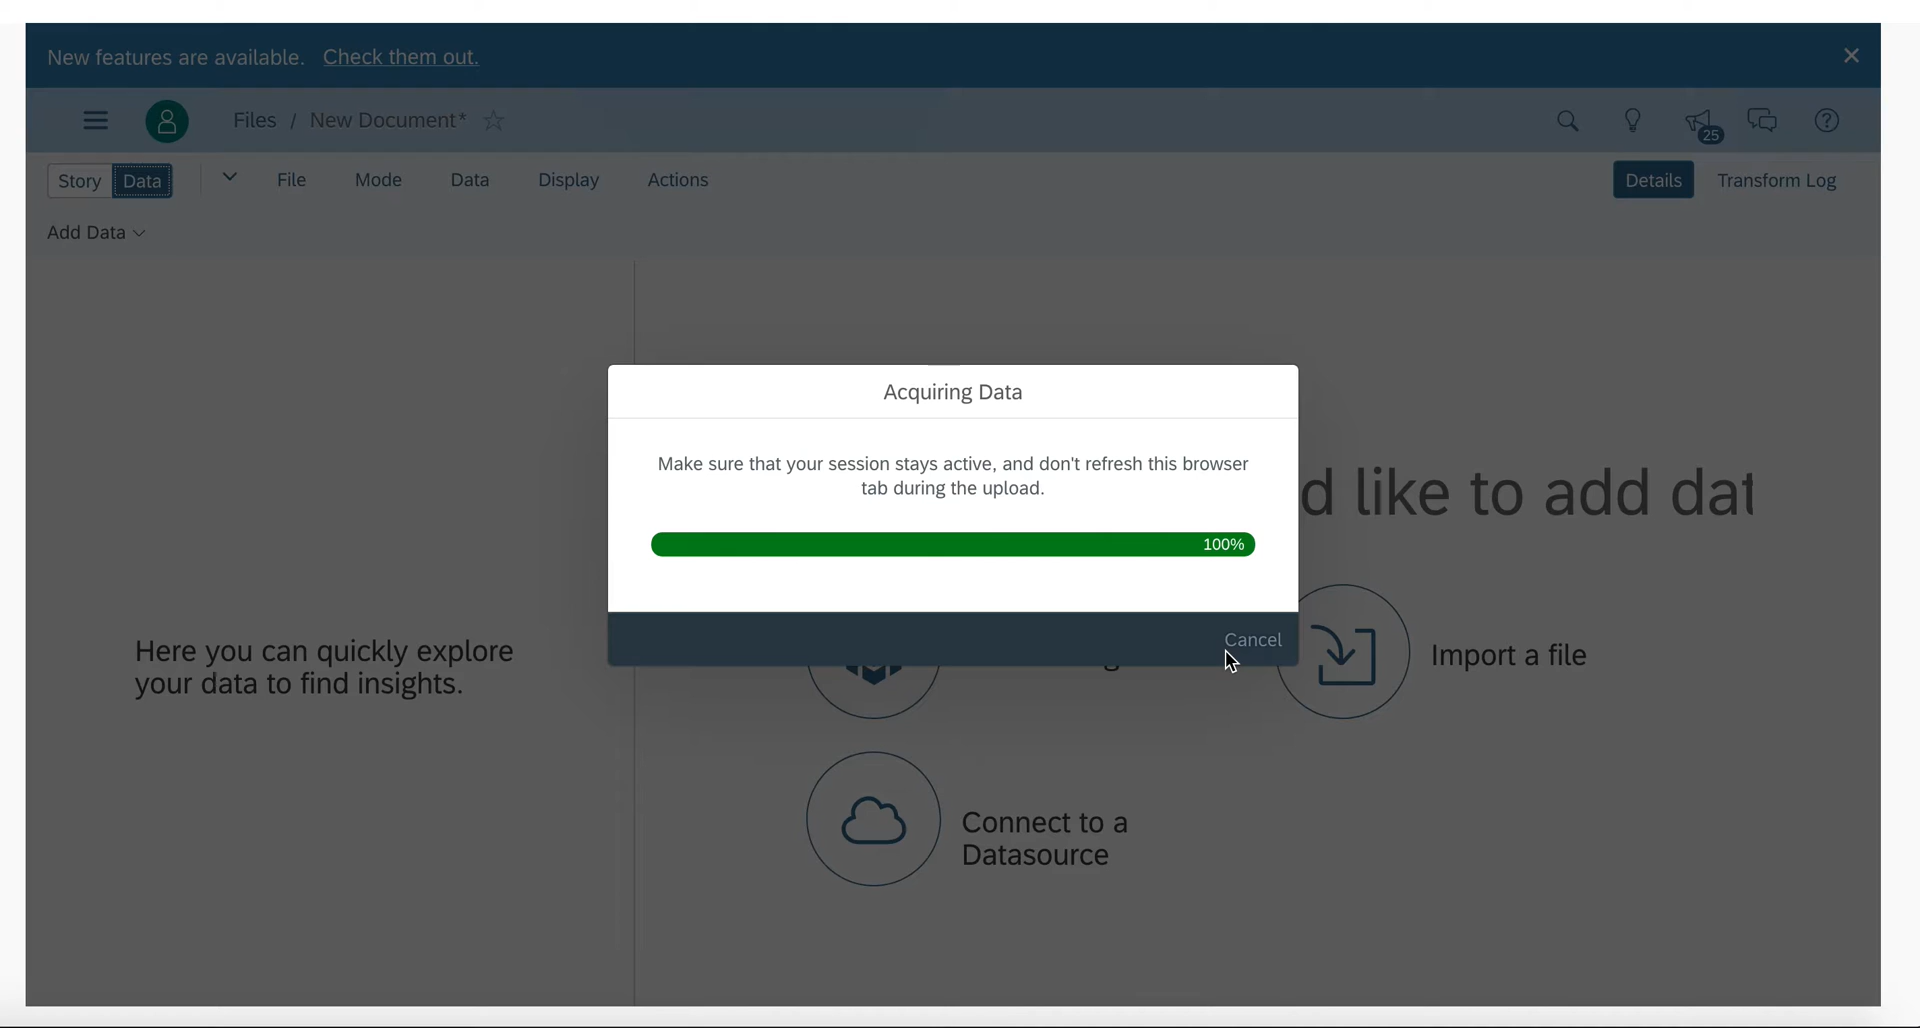 New features are available. Check them out.
Files / New Document*
25
Story Data File Mode Data Display Actions Details Transform Log
Add Data
Acquiring Data
Make sure that your session stays active, and don't refresh this browser
tab during the upload.
100%
Cancel
like to add
Here you can quickly explore
your data to find insights.
Import a file
Connect to a
Datasource